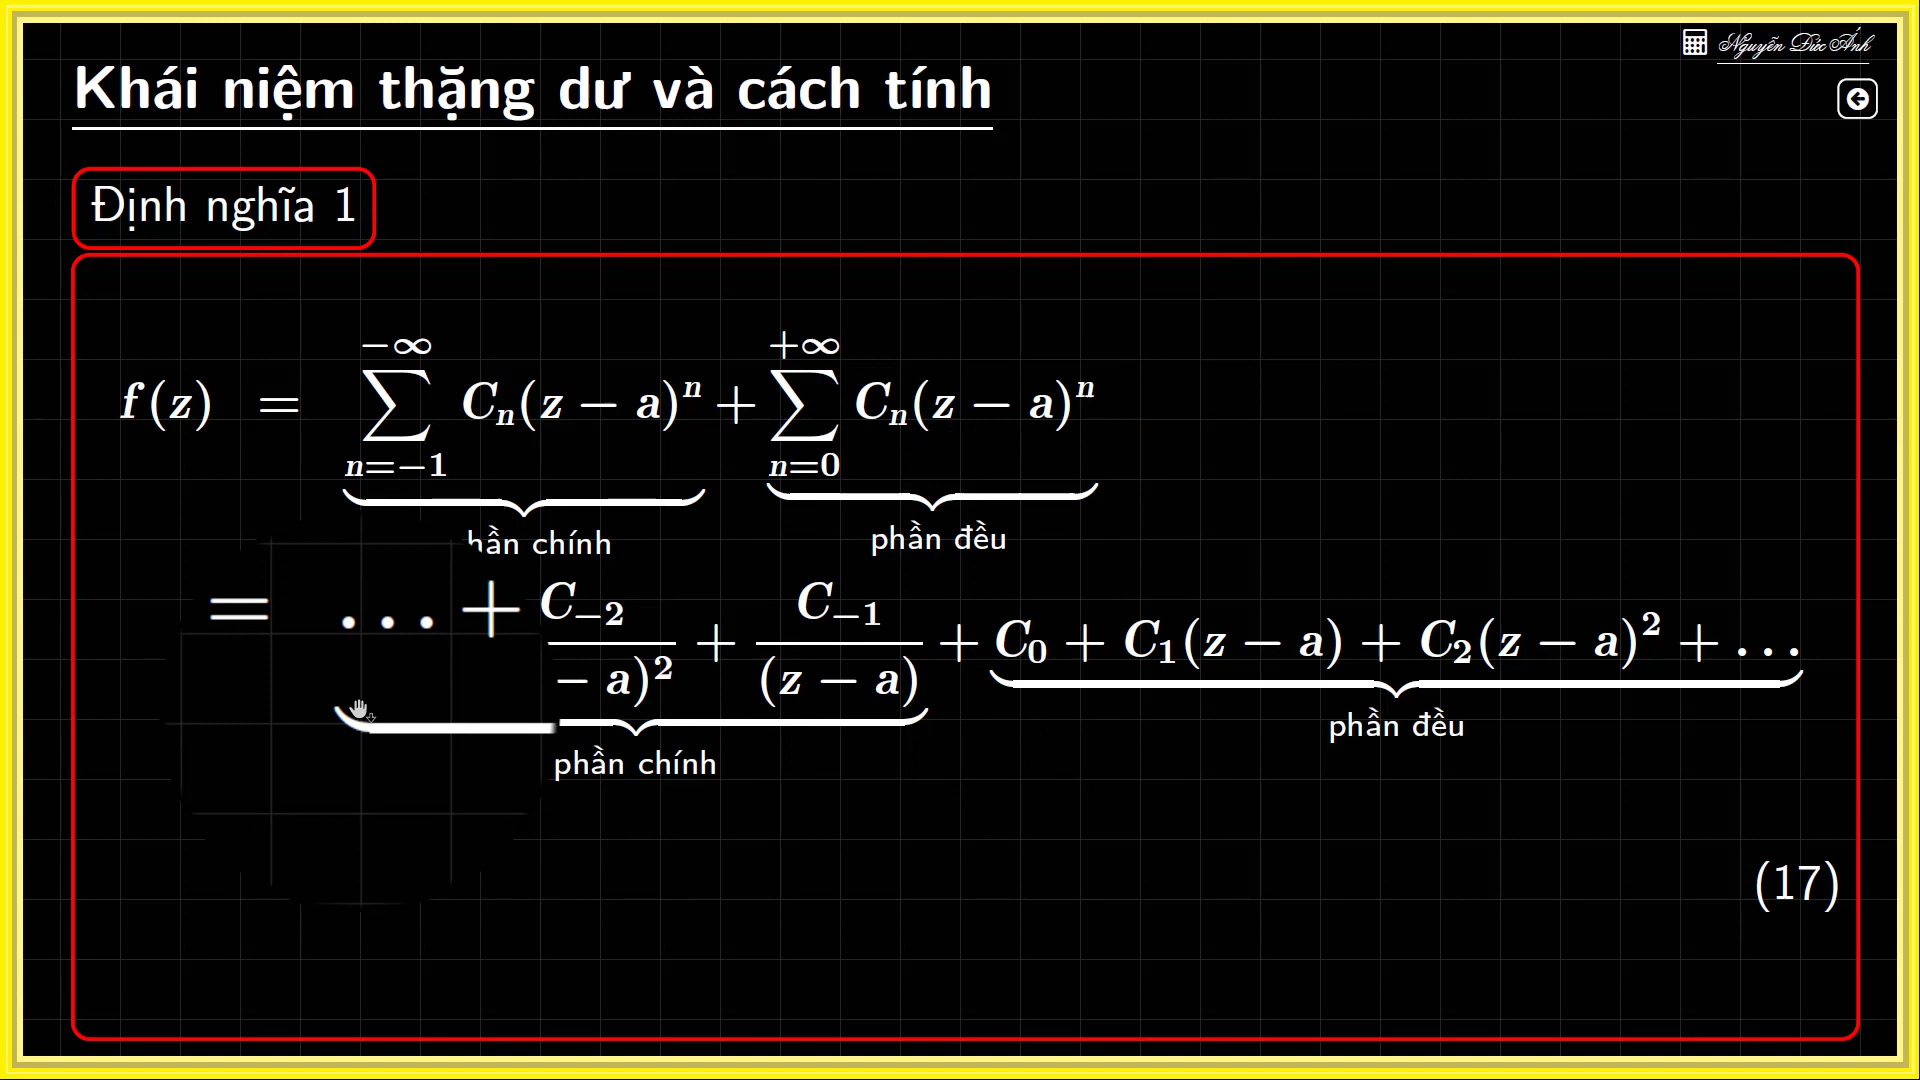 Nguyễn Đức Ánh
Khái niệm thặng dư và cách tính
Định nghĩa 1
f(z) = ∑_{n=−1}^{−∞} C_n(z − a)^n + ∑_{n=0}^{+∞} C_n(z − a)^n
hần chính phần đều
= ... + C_{−2} / − a)^2 + C_{−1} / (z − a) + C_0 + C_1(z − a) + C_2(z − a)^2 + ...
phần chính phần đều
(17)